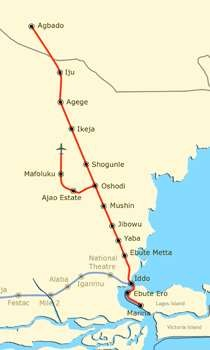 Agbado
Iju
Agege
Ikeja
Shogunle
Mafoluku
Oshodi
Ajao Estate
Mushin
Jibowu
Yaba
Ebute Metta
National
Theatre
Iddo
Alaba
Iganmu
Ebute Ero
Mile 2
Festac
Marina
Lagos Island
Victoria Island